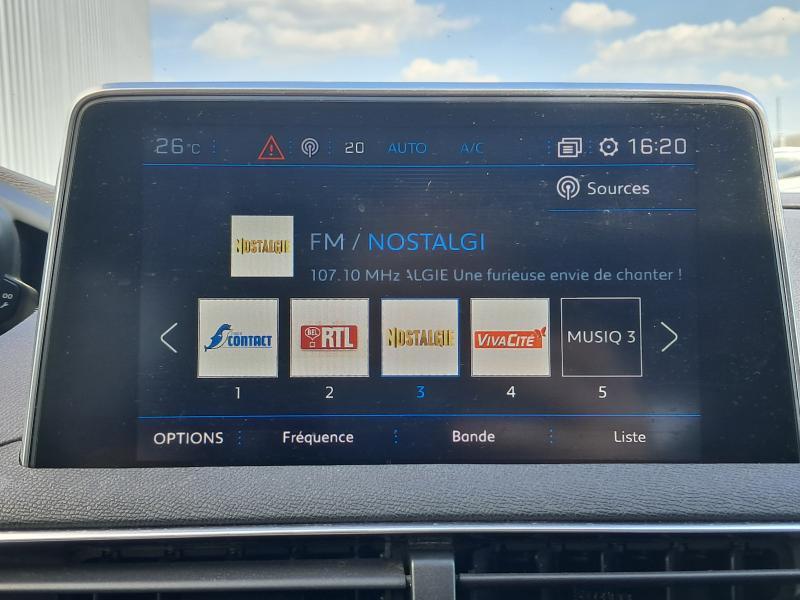 26°C 20 AUTO A/C 16:20
Sources
NOSTALGIE
FM / NOSTALGI
107.10 MHz ALGIE Une furieuse envie de chanter !
CONTACT BEL RTL NOSTALGIE VIVACITÉ MUSIQ 3
1 2 3 4 5
OPTIONS Fréquence Bande Liste